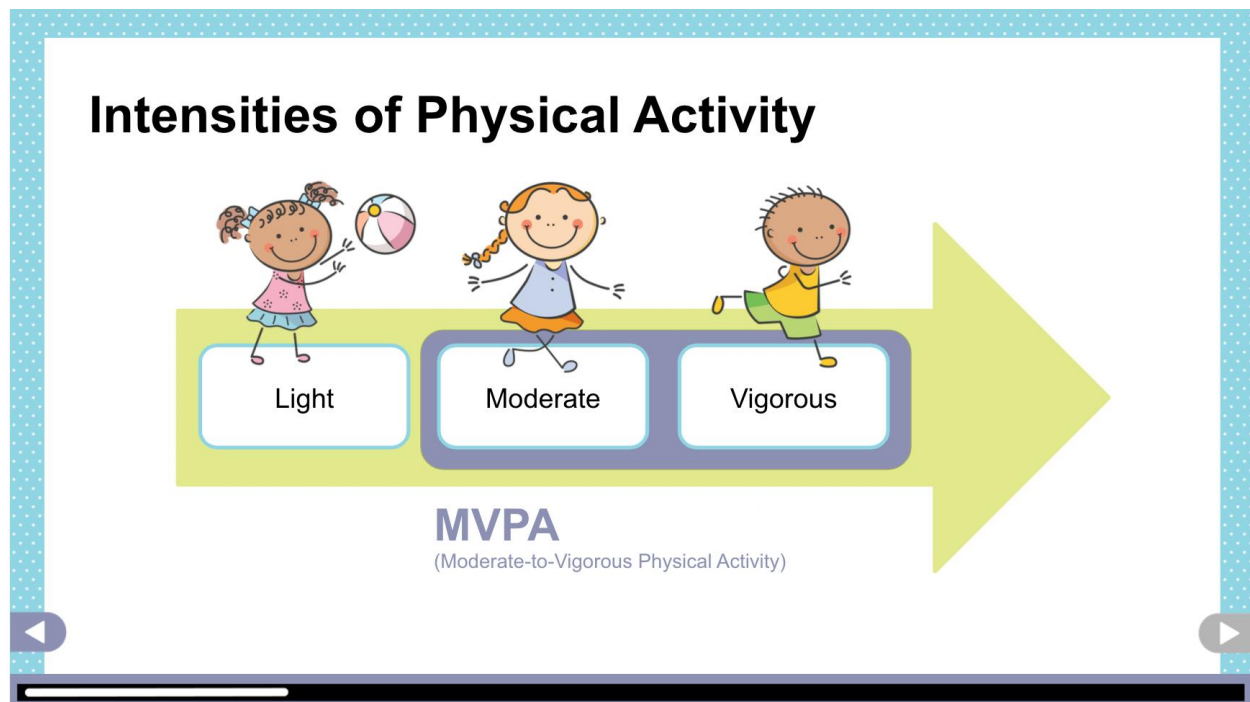 Intensities of Physical Activity
Light
Moderate
Vigorous
MVPA
(Moderate-to-Vigorous Physical Activity)